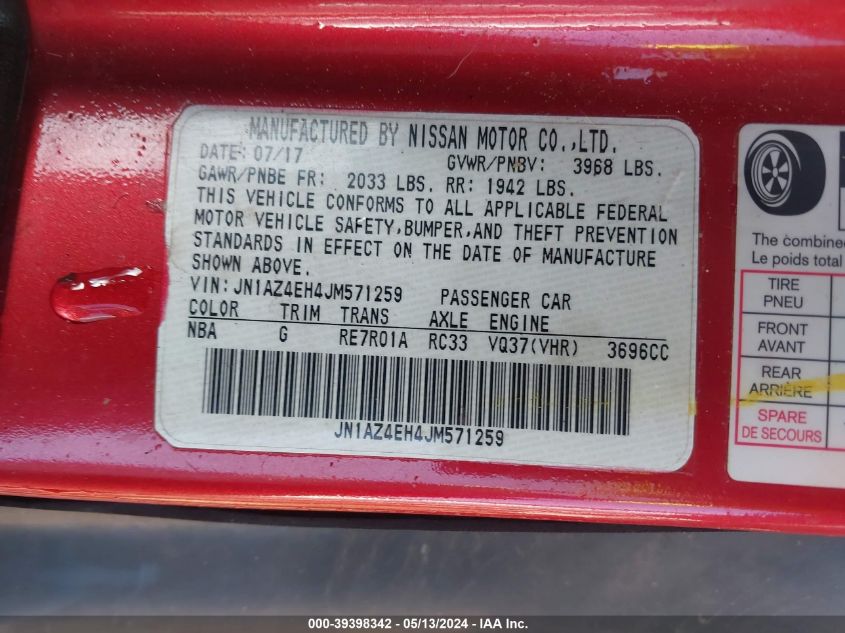 MANUFACTURED BY NISSAN MOTOR CO.,LTD.
DATE:07/17 GVWR/PNBV: 3968 LBS.
GAWR/PNBE FR: 2033 LBS. RR: 1942 LBS.
THIS VEHICLE CONFORMS TO ALL APPLICABLE FEDERAL
MOTOR VEHICLE SAFETY,BUMPER,AND THEFT PREVENTION
STANDARDS IN EFFECT ON THE DATE OF MANUFACTURE
SHOWN ABOVE.
VIN:JN1AZ4EH4JM571259 PASSENGER CAR
COLOR TRIM TRANS AXLE ENGINE
NBA G RE7R01A RC33 VQ37(VHR) 3696CC
JN1AZ4EH4JM571259
The combined
Le poids total
TIRE
PNEU
FRONT
AVANT
REAR
ARRIÈRE
SPARE
DE SECOURS
000-39398342 / 05/13/2024 - IAA Inc.